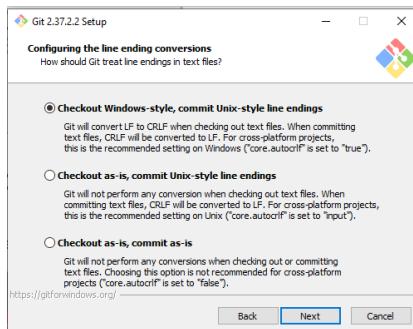 Git 2.37.2.2 Setup
Configuring the line ending conversions
How should Git treat line endings in text files?
Checkout Windows-style, commit Unix-style line endings
Git will convert LF to CRLF when checking out text files. When committing
text files, CRLF will be converted to LF. For cross-platform projects,
this is the recommended setting on Windows ("core.autocrlf" is set to "true").
Checkout as-is, commit Unix-style line endings
Git will not perform any conversion when checking out text files. When
committing text files, CRLF will be converted to LF. For cross-platform projects,
this is the recommended setting on Unix ("core.autocrlf" is set to "input").
Checkout as-is, commit as-is
Git will not perform any conversions when checking out or committing
text files. Choosing this option is not recommended for cross-platform
projects ("core.autocrlf" is set to "false").
https://gitforwindows.org/
Back Next Cancel